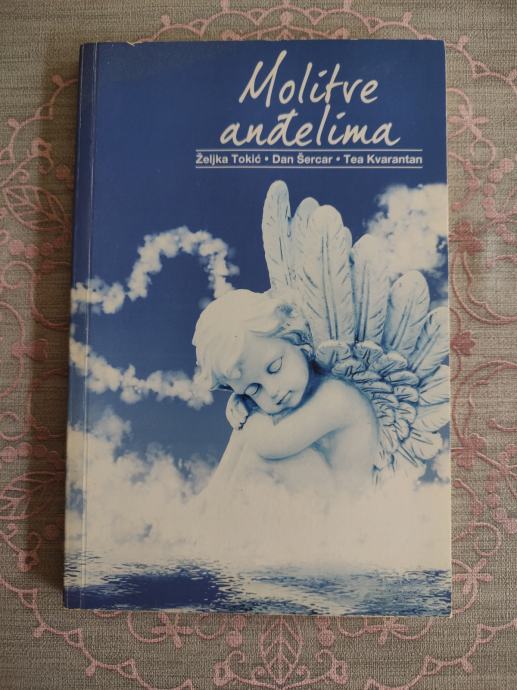 Molitve
anđelima
Željka Tokić • Dan Šercar • Tea Kvarantan